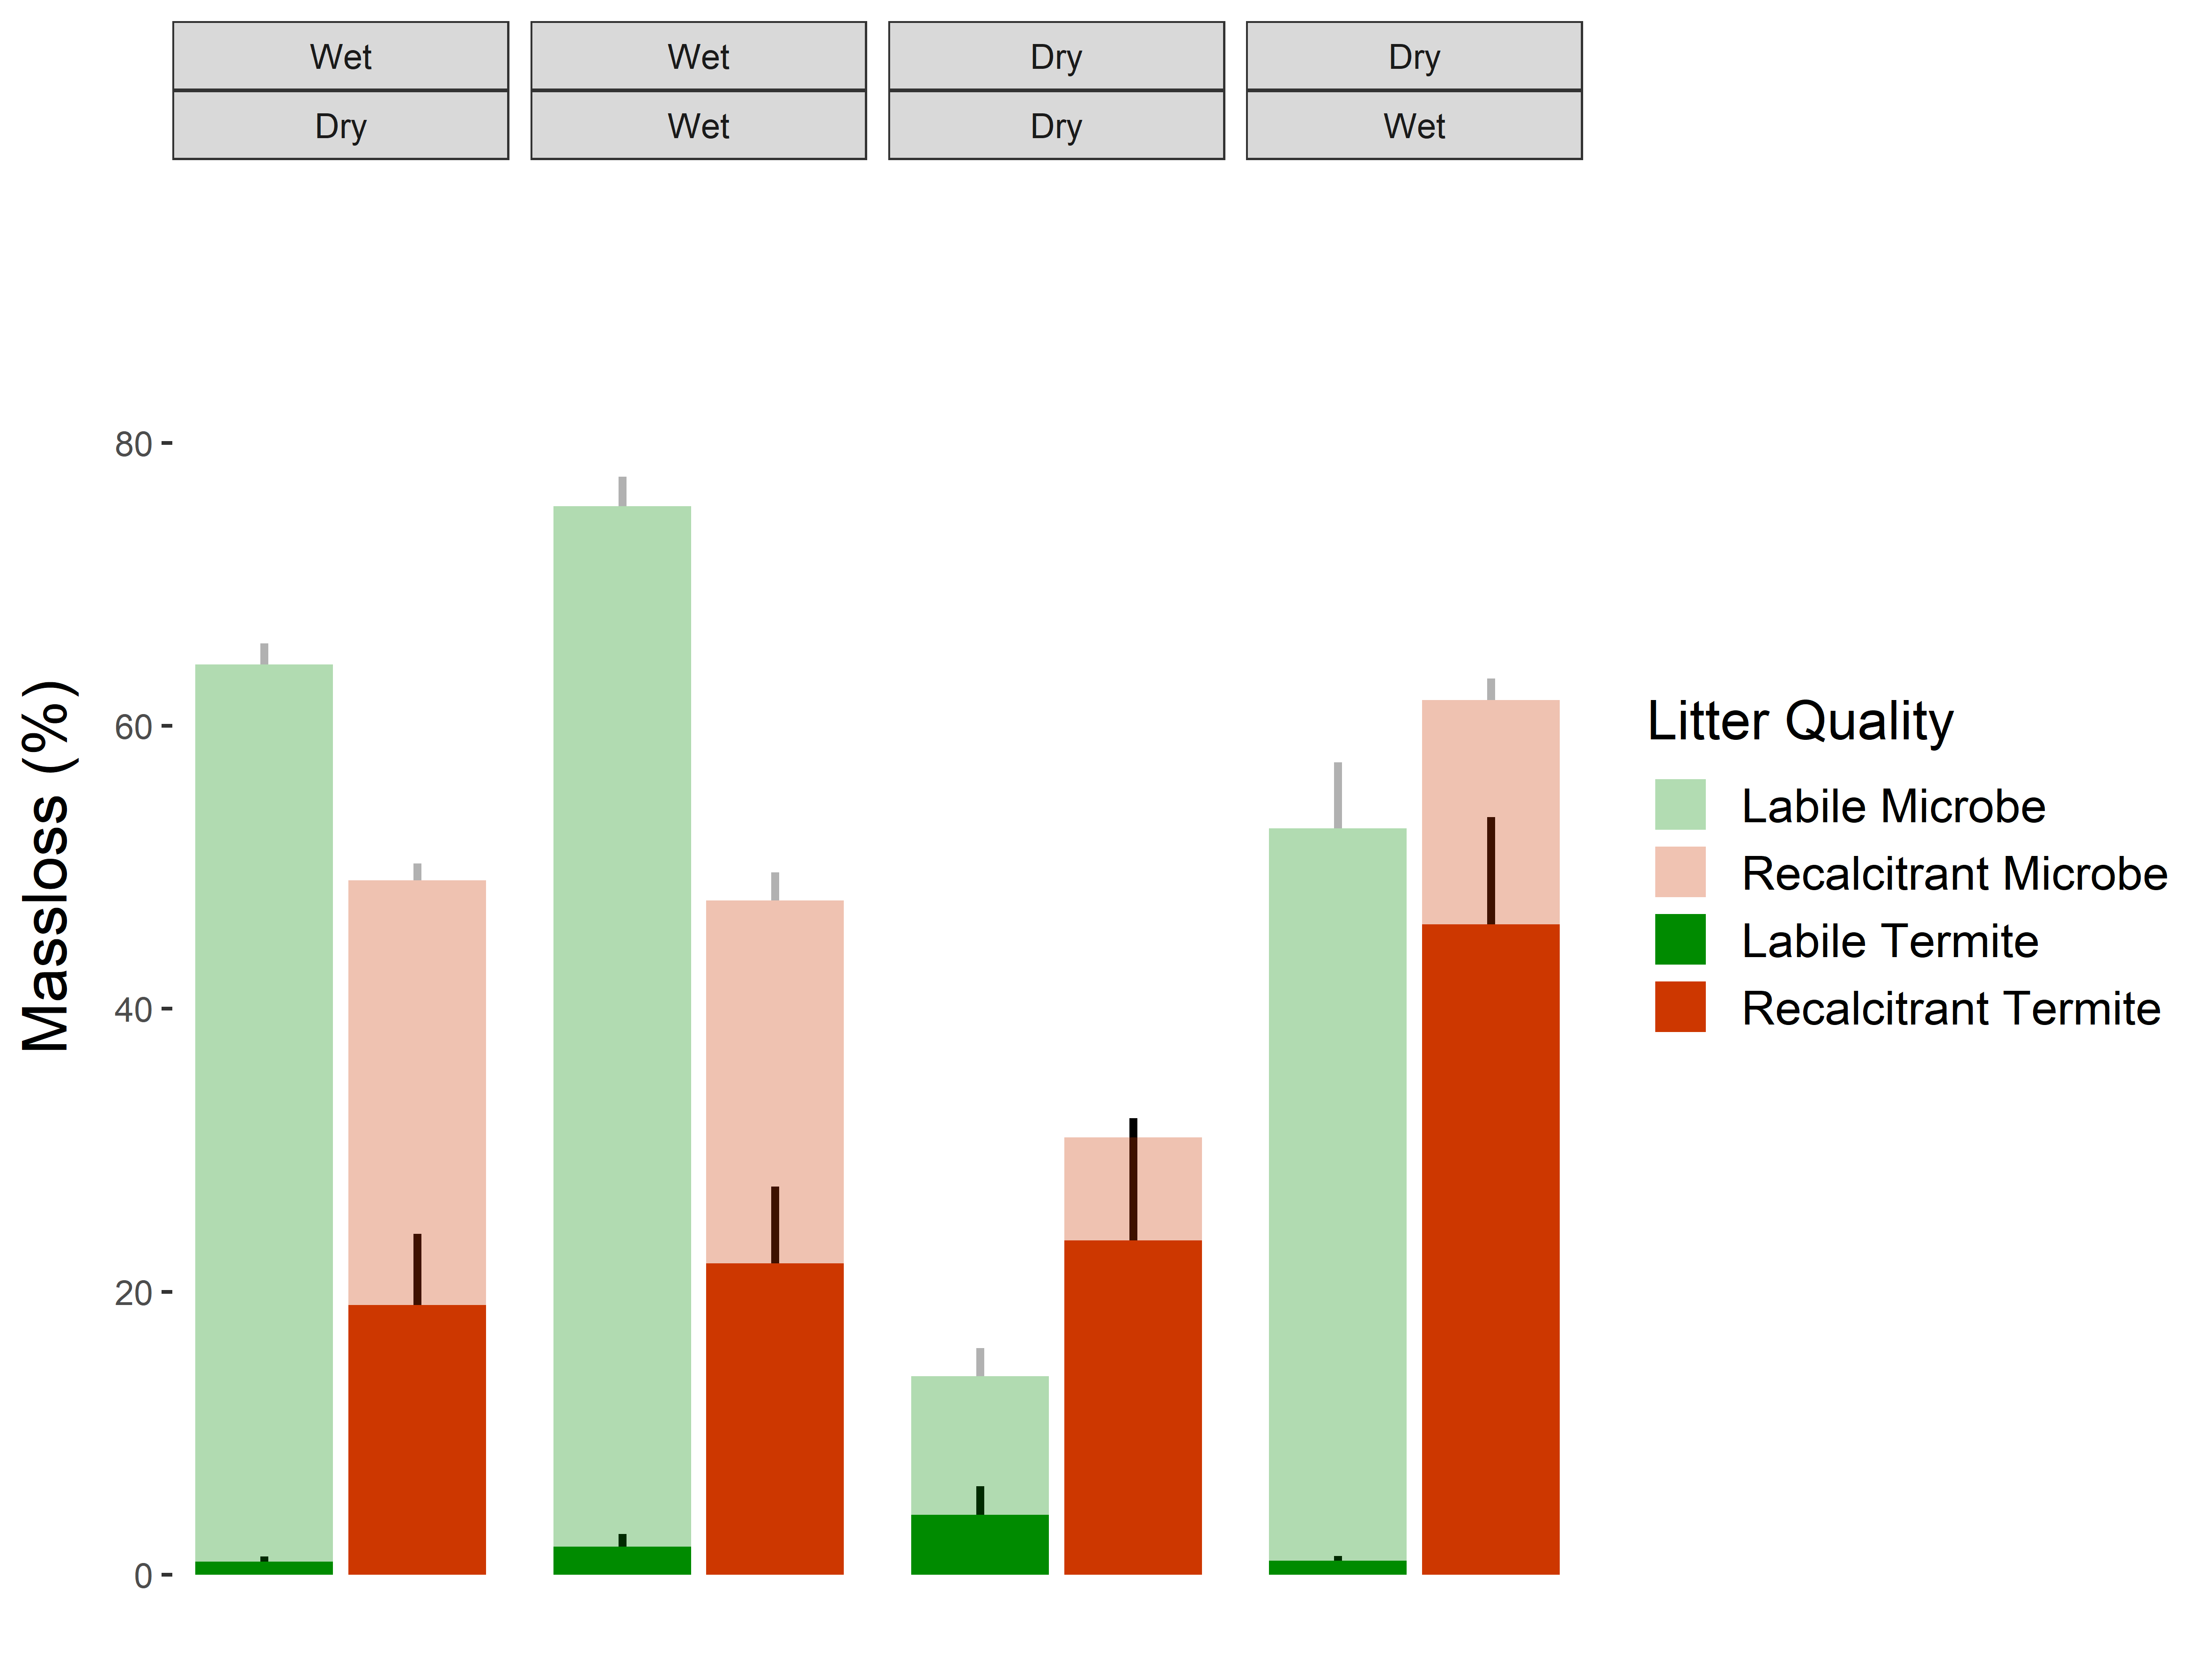 Wet Wet Dry Dry
Dry Wet Dry Wet
80
60
40
20
0
Massloss (%)
Litter Quality
Labile Microbe
Recalcitrant Microbe
Labile Termite
Recalcitrant Termite